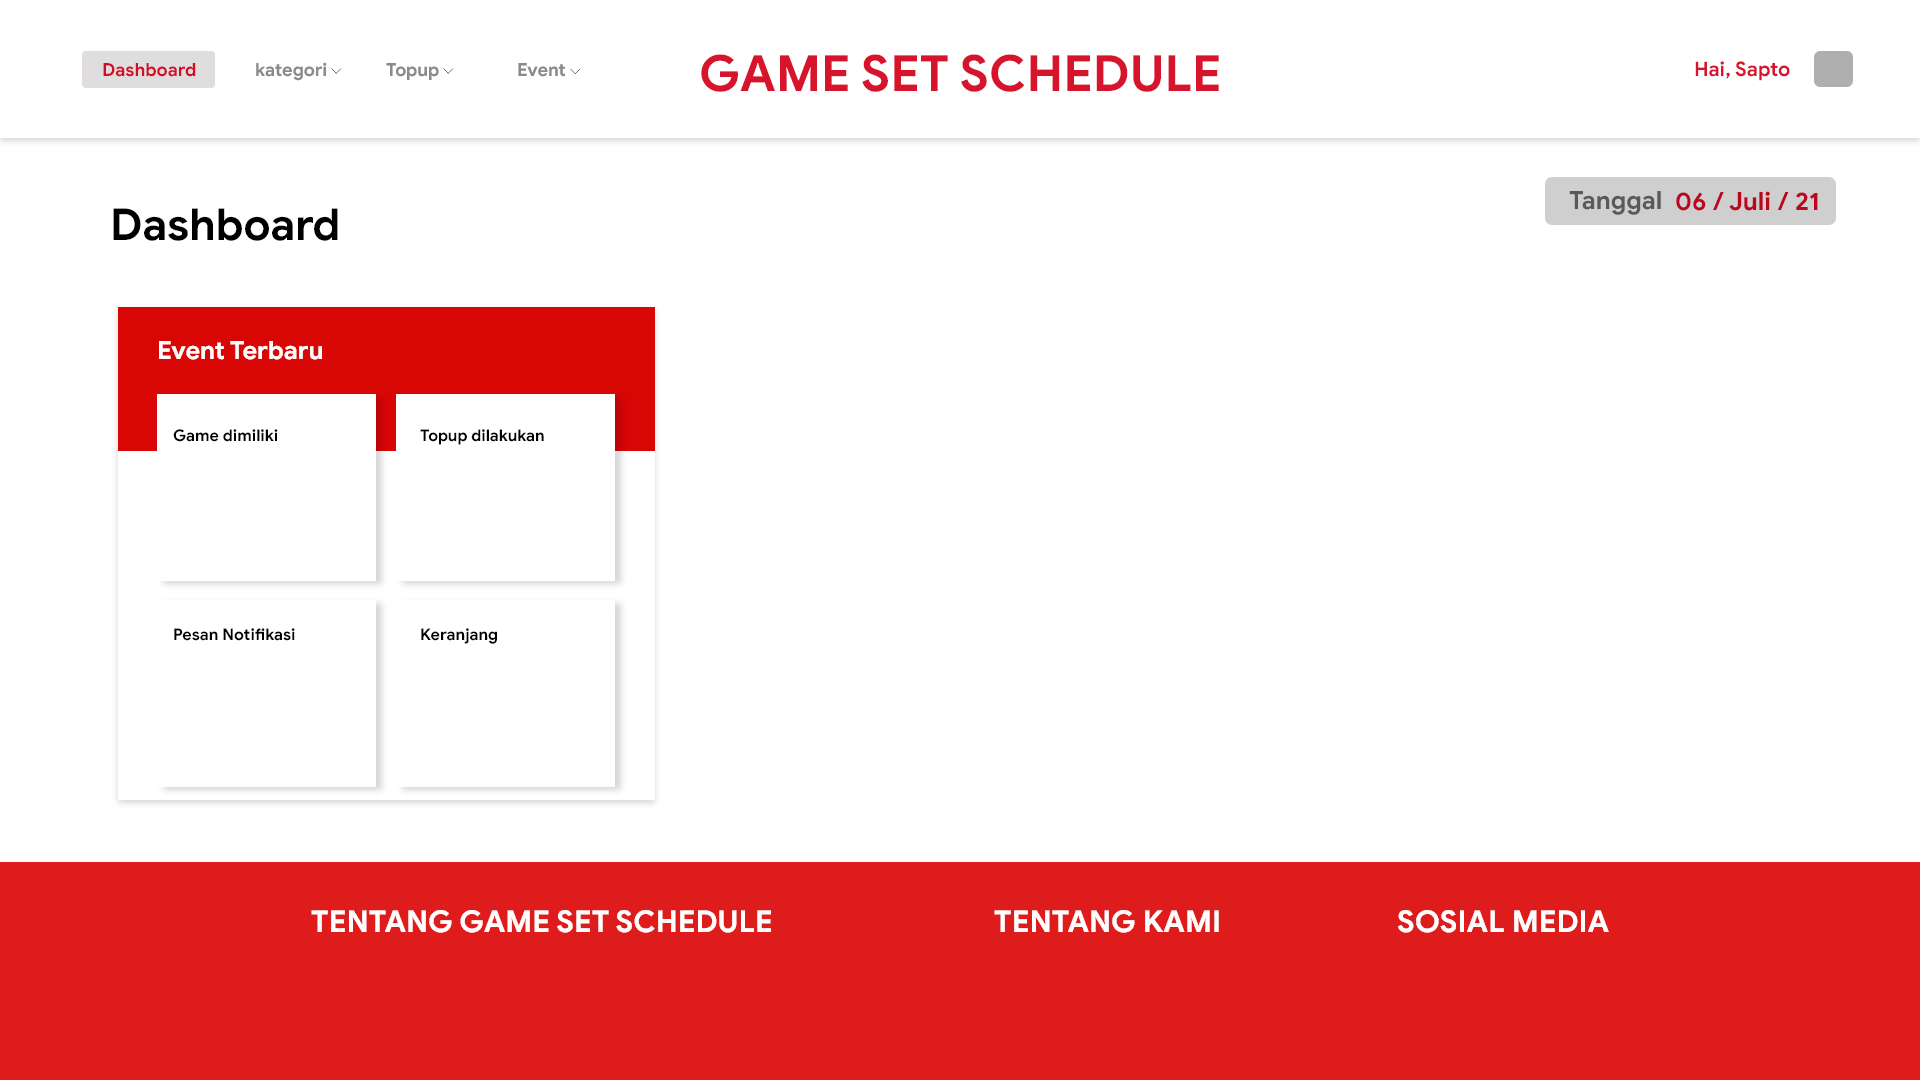 Dashboard
kategori
Topup
Event
GAME SET SCHEDULE
Hai, Sapto
Dashboard
Tanggal 06 / Juli / 21
Event Terbaru
Game dimiliki
Topup dilakukan
Pesan Notifikasi
Keranjang
TENTANG GAME SET SCHEDULE
TENTANG KAMI
SOSIAL MEDIA